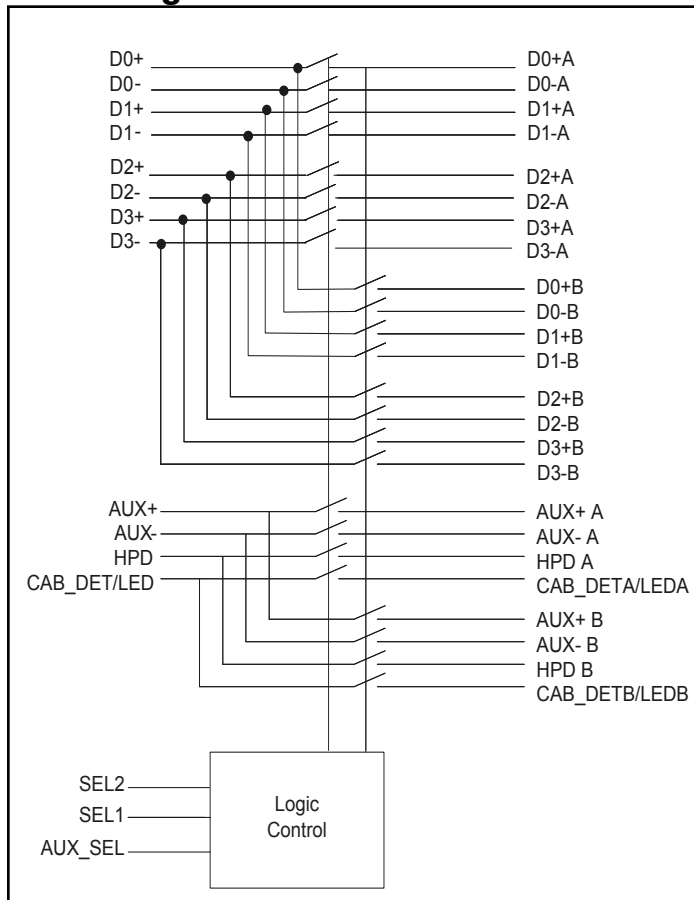 D0+
D0-
D1+
D1-
D2+
D2-
D3+
D3-
D0+A
D0-A
D1+A
D1-A
D2+A
D2-A
D3+A
D3-A
D0+B
D0-B
D1+B
D1-B
D2+B
D2-B
D3+B
D3-B
AUX+
AUX-
HPD
CAB_DET/LED
AUX+ A
AUX- A
HPD A
CAB_DETA/LEDA
AUX+ B
AUX- B
HPD B
CAB_DETB/LEDB
SEL2
SEL1
AUX_SEL
Logic
Control